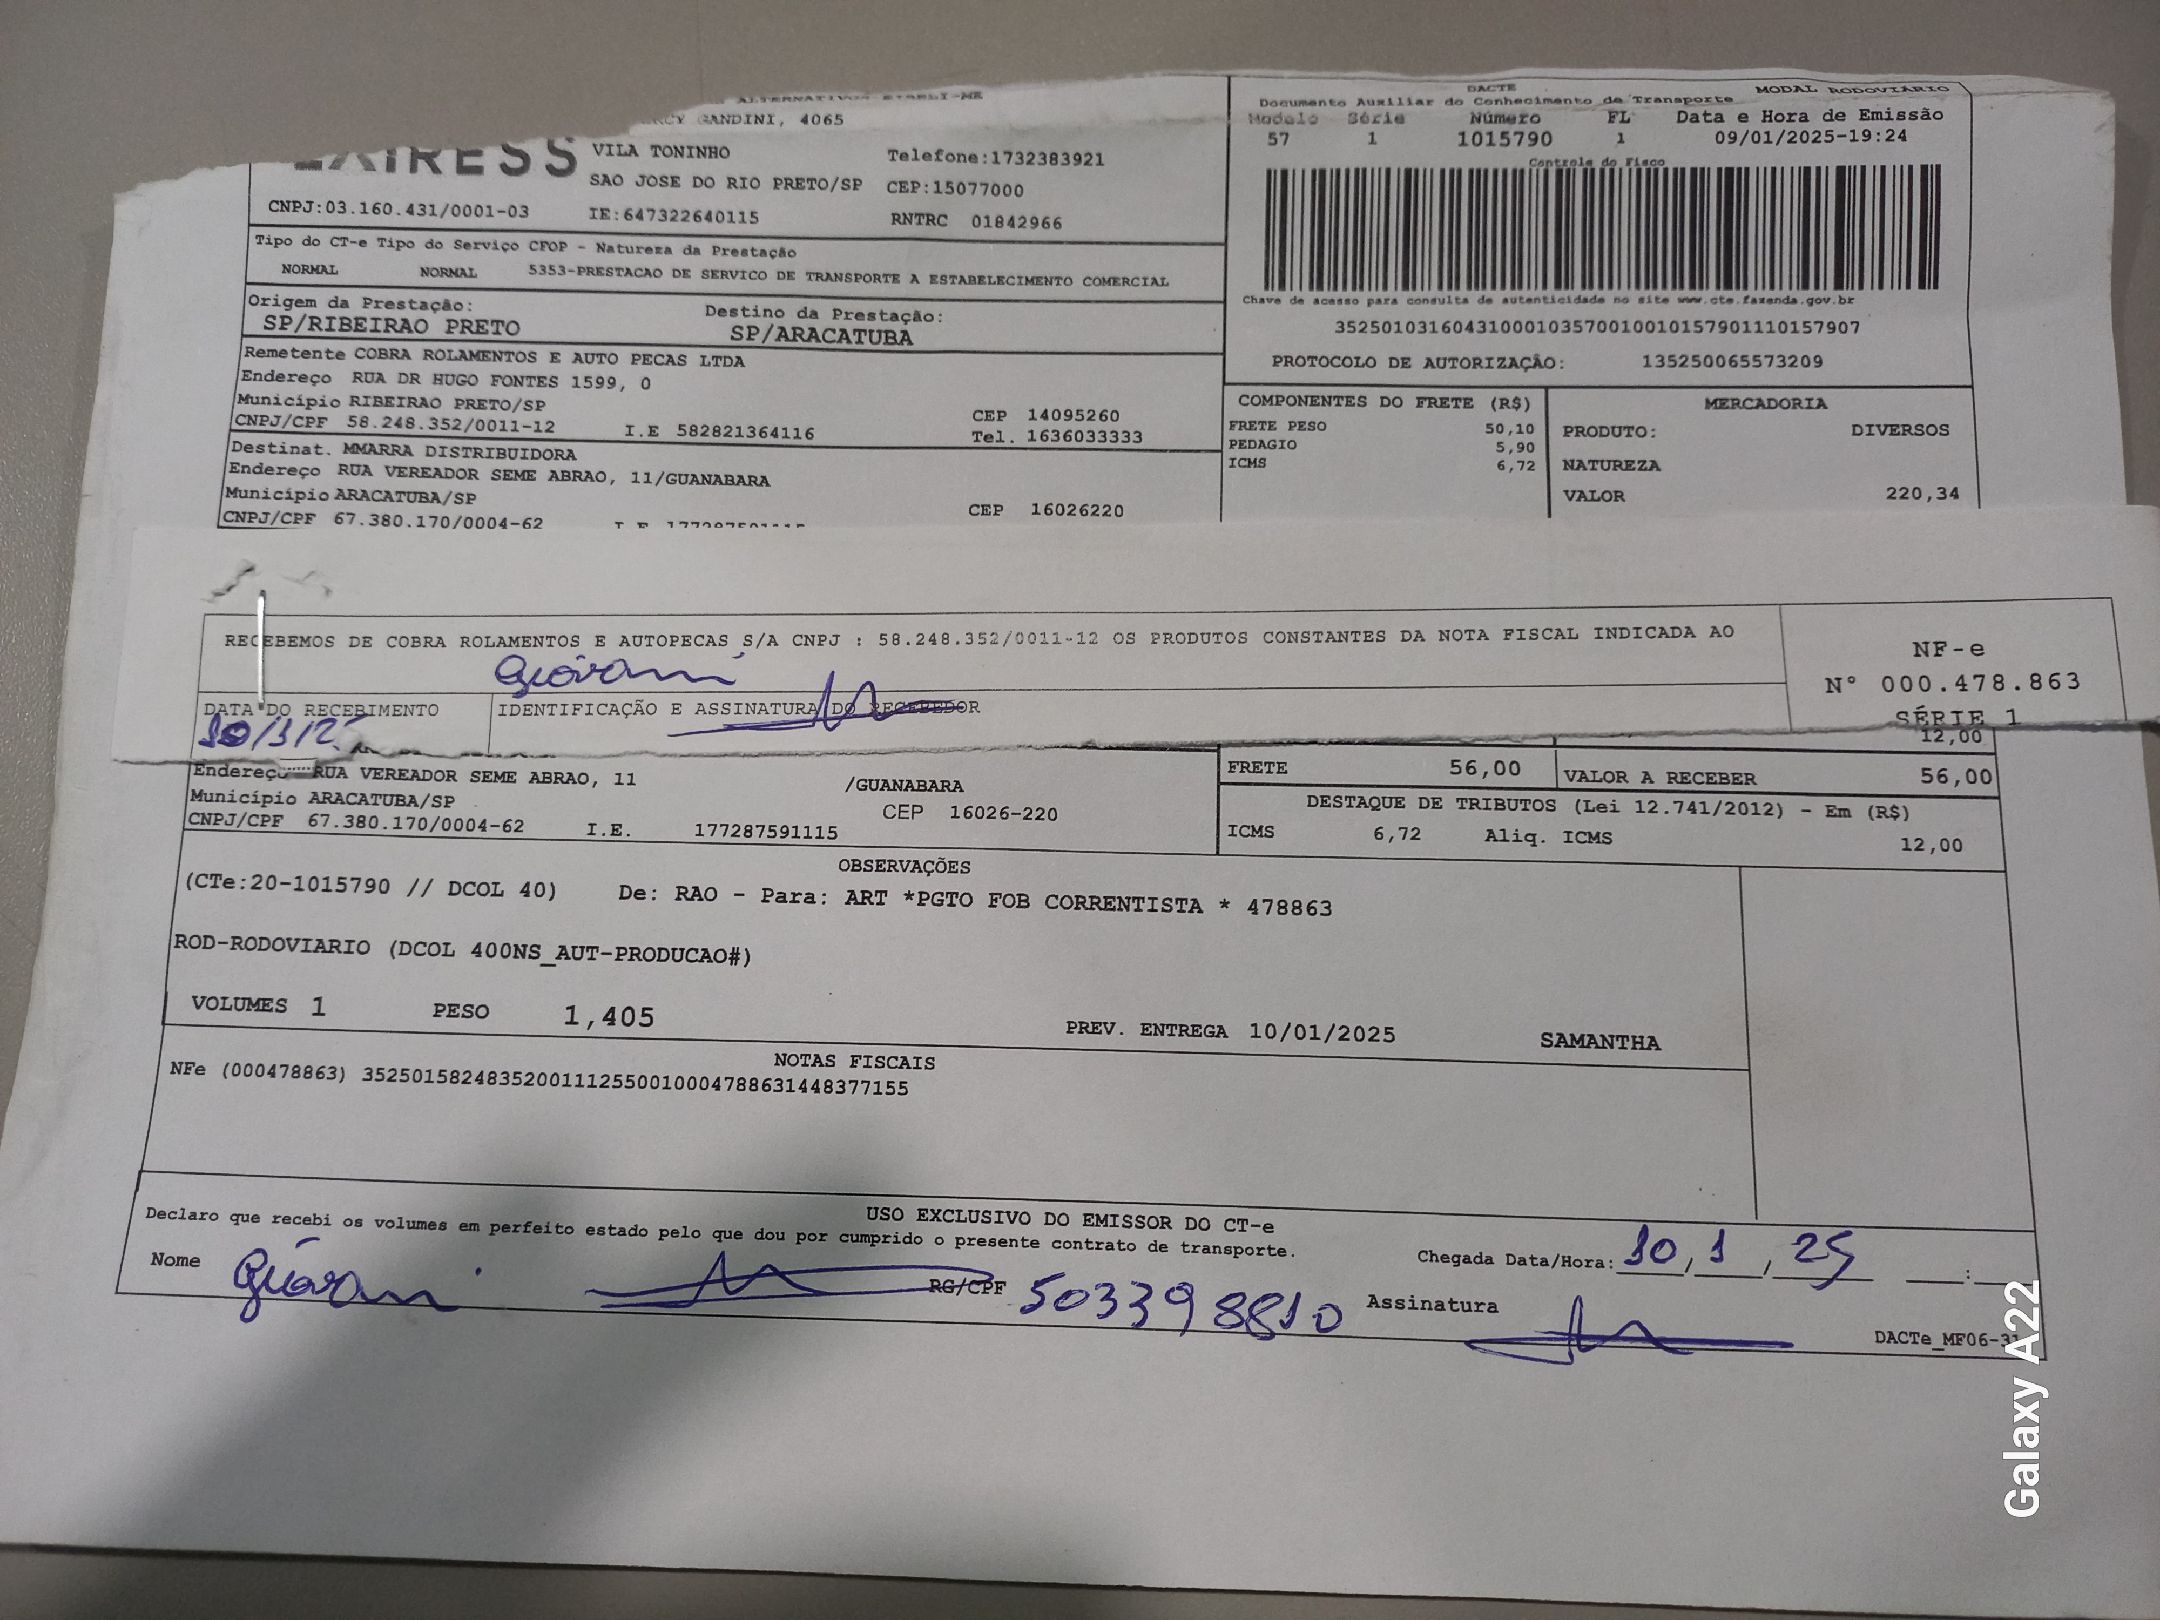 GANDINI, 4065
VILA TONINHO Telefone:1732383921
SAO JOSE DO RIO PRETO/SP CEP:15077000
CNPJ:03.160.431/0001-03 IE:647322640115 RNTRC 01842966
Tipo do CT-e Tipo do Serviço CFOP - Natureza da Prestação
NORMAL NORMAL 5353-PRESTACAO DE SERVICO DE TRANSPORTE A ESTABELECIMENTO COMERCIAL
Origem da Prestação: Destino da Prestação:
SP/RIBEIRAO PRETO SP/ARACATUBA
Remetente COBRA ROLAMENTOS E AUTO PECAS LTDA
Endereço RUA DR HUGO FONTES 1599, 0
Município RIBEIRAO PRETO/SP CEP 14095260
CNPJ/CPF 58.248.352/0011-12 I.E 582821364116 Tel. 1636033333
Destinat. MMARRA DISTRIBUIDORA
Endereço RUA VEREADOR SEME ABRAO, 11/GUANABARA
Município ARACATUBA/SP CEP 16026220
CNPJ/CPF 67.380.170/0004-62
DACTE MODAL RODOVIÁRIO
Documento Auxiliar do Conhecimento de Transporte
Modelo Série Número FL Data e Hora de Emissão
57 1 1015790 1 09/01/2025-19:24
Controle do Fisco
Chave de acesso para consulta de autenticidade no site www.cte.fazenda.gov.br
35250103160431000103570010010157901110157907
PROTOCOLO DE AUTORIZAÇÃO: 135250065573209
COMPONENTES DO FRETE (R$) MERCADORIA
FRETE PESO 50,10 PRODUTO: DIVERSOS
PEDAGIO 5,90
ICMS 6,72 NATUREZA
VALOR 220,34
RECEBEMOS DE COBRA ROLAMENTOS E AUTOPECAS S/A CNPJ : 58.248.352/0011-12 OS PRODUTOS CONSTANTES DA NOTA FISCAL INDICADA AO
Giovani
NF-e
N° 000.478.863
SÉRIE 1
DATA DO RECEBIMENTO IDENTIFICAÇÃO E ASSINATURA DO RECEBEDOR
10/1/25
12,00
Endereço RUA VEREADOR SEME ABRAO, 11 /GUANABARA
Município ARACATUBA/SP CEP 16026-220
CNPJ/CPF 67.380.170/0004-62 I.E. 177287591115
FRETE 56,00 VALOR A RECEBER 56,00
DESTAQUE DE TRIBUTOS (Lei 12.741/2012) - Em (R$)
ICMS 6,72 Aliq. ICMS 12,00
OBSERVAÇÕES
(CTe:20-1015790 // DCOL 40) De: RAO - Para: ART *PGTO FOB CORRENTISTA * 478863
ROD-RODOVIARIO (DCOL 400NS_AUT-PRODUCAO#)
VOLUMES 1 PESO 1,405 PREV. ENTREGA 10/01/2025 SAMANTHA
NOTAS FISCAIS
NFe (000478863) 35250158248352001112550010004788631448377155
USO EXCLUSIVO DO EMISSOR DO CT-e
Declaro que recebi os volumes em perfeito estado pelo que dou por cumprido o presente contrato de transporte.
Nome Giovani RG/CPF 503398810 Assinatura
Chegada Data/Hora: 10/1/25 :
DACTe_MF06-31
Galaxy A22